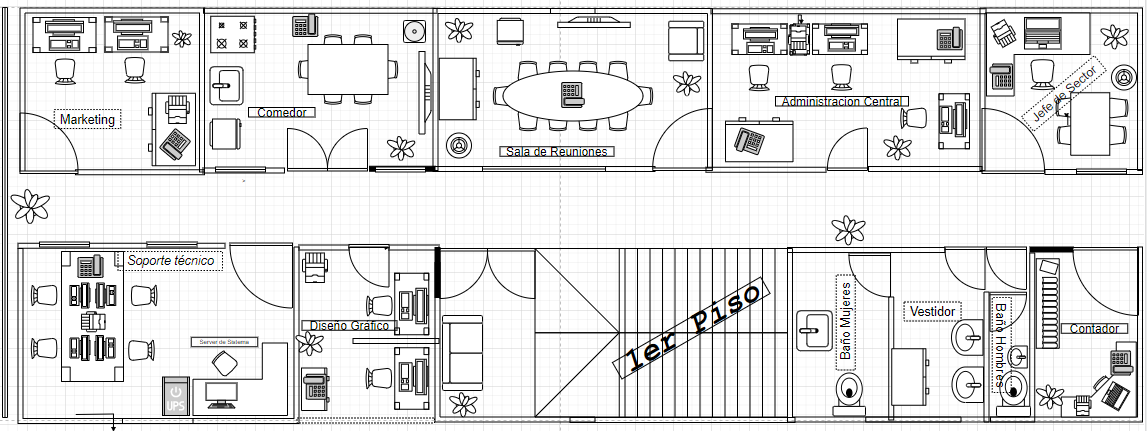 Marketing
Comedor
Sala de Reuniones
Administracion Central
Jefe de Sector
Soporte técnico
Server de Sistema
UPS
Diseño Gráfico
1er Piso
Baño Mujeres
Vestidor
Baño Hombres
Contador